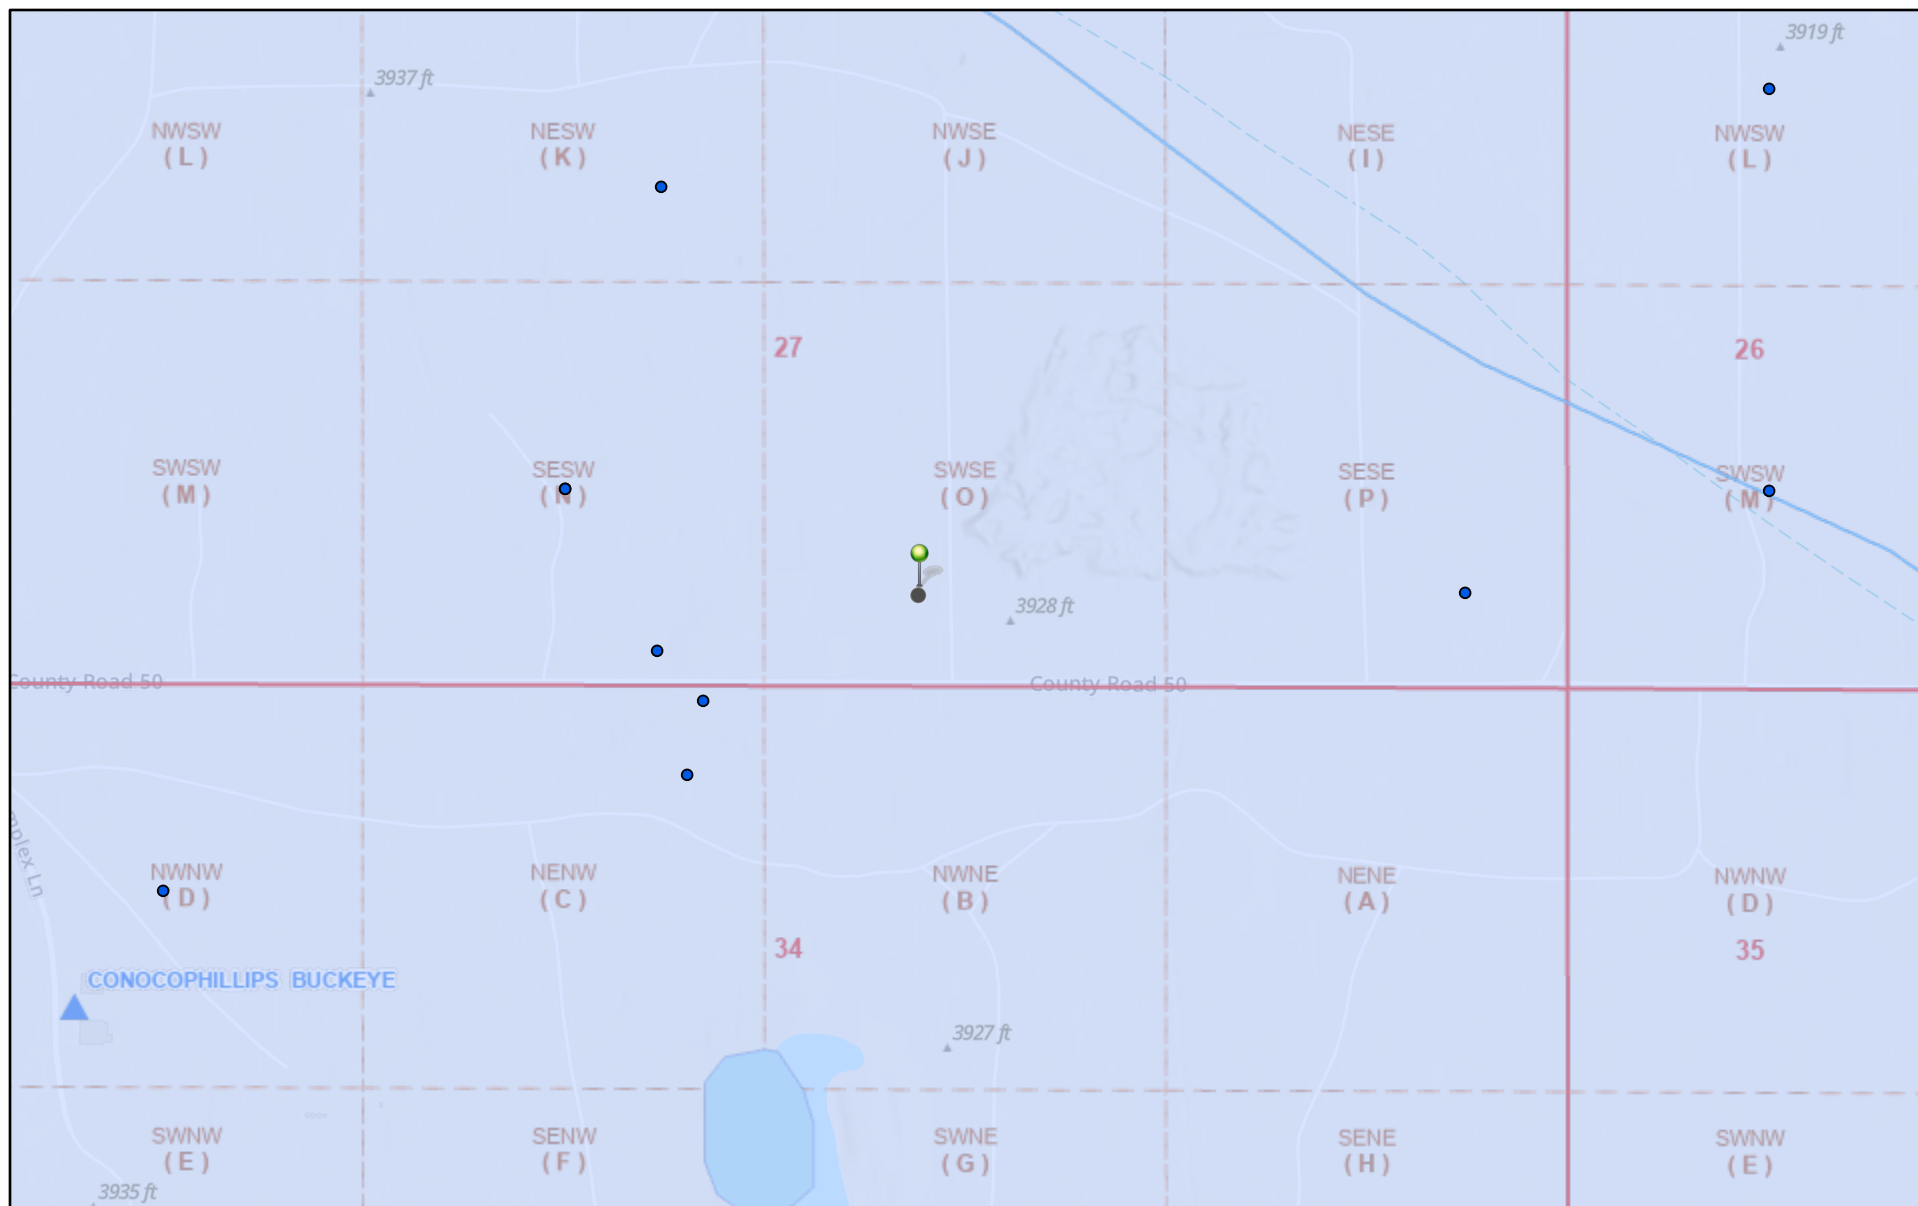 3919 ft
3937 ft
NWSW
( L )
NESW
( K )
NWSE
( J )
NESE
( I )
NWSW
( L )
27
26
SWSW
( M )
SESW
( N )
SWSE
( O )
SESE
( P )
SWSW
( M )
3928 ft
County Road 50
County Road 50
mplex Ln
NWNW
( D )
NENW
( C )
NWNE
( B )
NENE
( A )
NWNW
( D )
34
35
CONOCOPHILLIPS BUCKEYE
3927 ft
SWNW
( E )
SENW
( F )
SWNE
( G )
SENE
( H )
SWNW
( E )
3935 ft